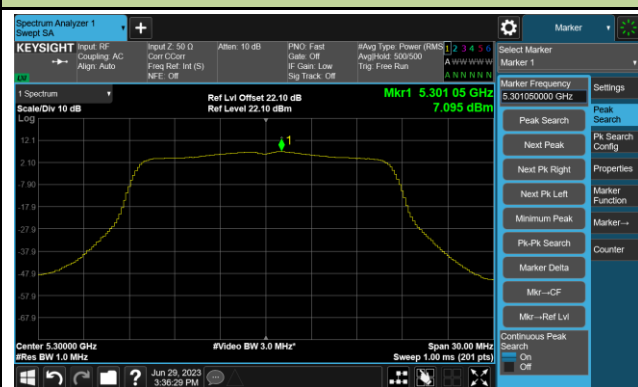 Spectrum Analyzer 1
Swept SA
Marker
KEYSIGHT
Input: RF
Coupling: AC
Align: Auto
Input Z: 50 Ω
Corr CCorr
Freq Ref: Int (S)
NFE: Off
Atten: 10 dB
PNO: Fast
Gate: Off
IF Gain: Low
Sig Track: Off
#Avg Type: Power (RMS
Avg|Hold: 500/500
Trig: Free Run
1 2 3 4 5 6
A W W W W W
A N N N N N
Select Marker
Marker 1
LXI
1 Spectrum
Scale/Div 10 dB
Log
Ref Lvl Offset 22.10 dB
Ref Level 22.10 dBm
Mkr1 5.301 05 GHz
7.095 dBm
1
12.1
2.10
-7.90
-17.9
-27.9
-37.9
-47.9
-57.9
-67.9
Center 5.30000 GHz
#Res BW 1.0 MHz
#Video BW 3.0 MHz*
Span 30.00 MHz
Sweep 1.00 ms (201 pts)
Marker Frequency
5.301050000 GHz
Peak Search
Next Peak
Next Pk Right
Next Pk Left
Minimum Peak
Pk-Pk Search
Marker Delta
Mkr→CF
Mkr→Ref Lvl
Continuous Peak
Search
On
Off
Settings
Peak
Search
Pk Search
Config
Properties
Marker
Function
Marker→
Counter
Jun 29, 2023
3:36:29 PM